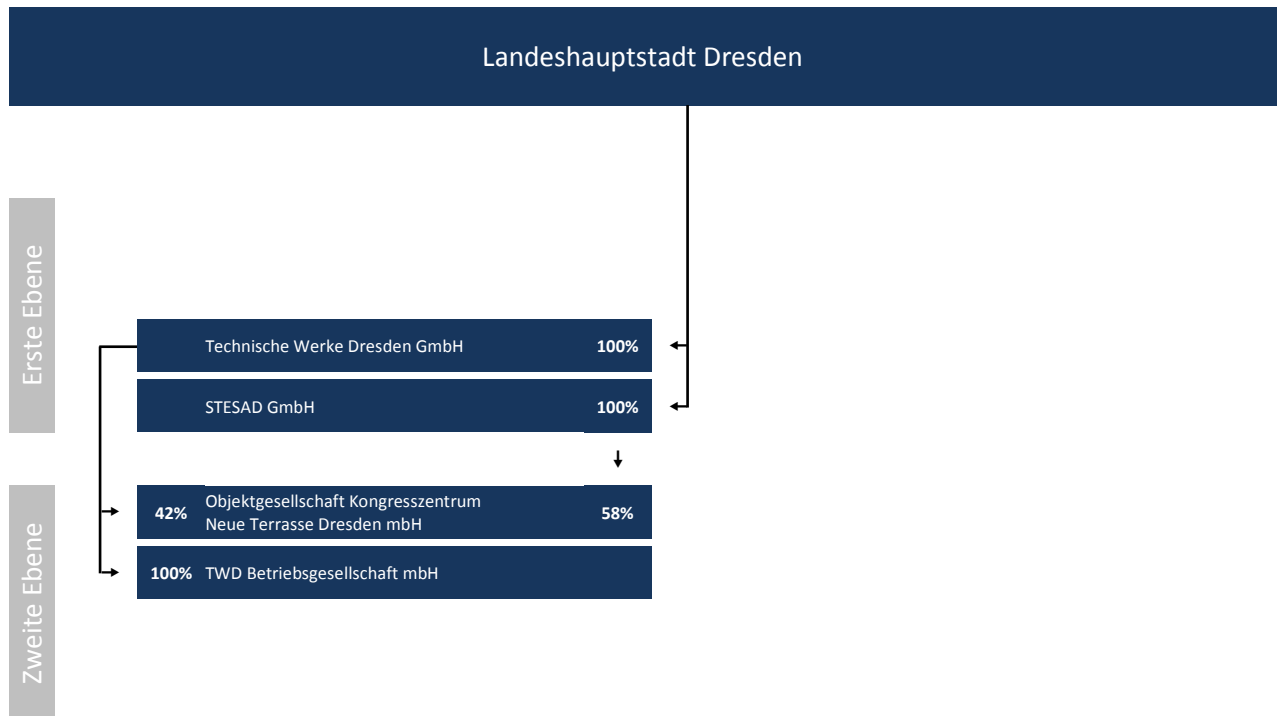 Landeshauptstadt Dresden
Erste Ebene
Technische Werke Dresden GmbH 100%
STESAD GmbH 100%
Zweite Ebene
42% Objektgesellschaft Kongresszentrum 58%
Neue Terrasse Dresden mbH
100% TWD Betriebsgesellschaft mbH